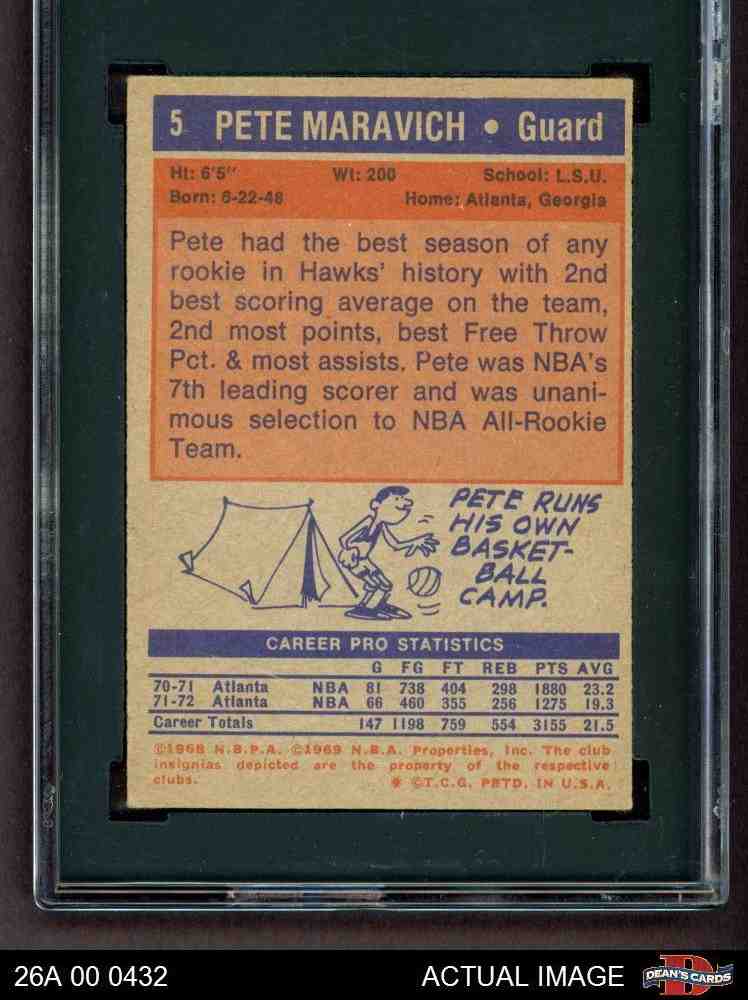 5 PETE MARAVICH • Guard
Ht: 6'5" Wt: 200 School: L.S.U.
Born: 6-22-48 Home: Atlanta, Georgia
Pete had the best season of any
rookie in Hawks' history with 2nd
best scoring average on the team,
2nd most points, best Free Throw
Pct. & most assists. Pete was NBA's
7th leading scorer and was unani-
mous selection to NBA All-Rookie
Team.
PETE RUNS
HIS OWN
BASKET-
BALL
CAMP.
CAREER PRO STATISTICS
G FG FT REB PTS AVG
70-71 Atlanta NBA 81 738 404 298 1880 23.2
71-72 Atlanta NBA 66 460 355 256 1275 19.3
Career Totals 147 1198 759 554 3155 21.5
©1968 N.B.P.A. ©1969 N.B.A. Properties, Inc. The club
insignias depicted are the property of the respective
clubs. * ©T.C.G. PRTD. IN U.S.A.
26A 00 0432 ACTUAL IMAGE DEAN'S CARDS